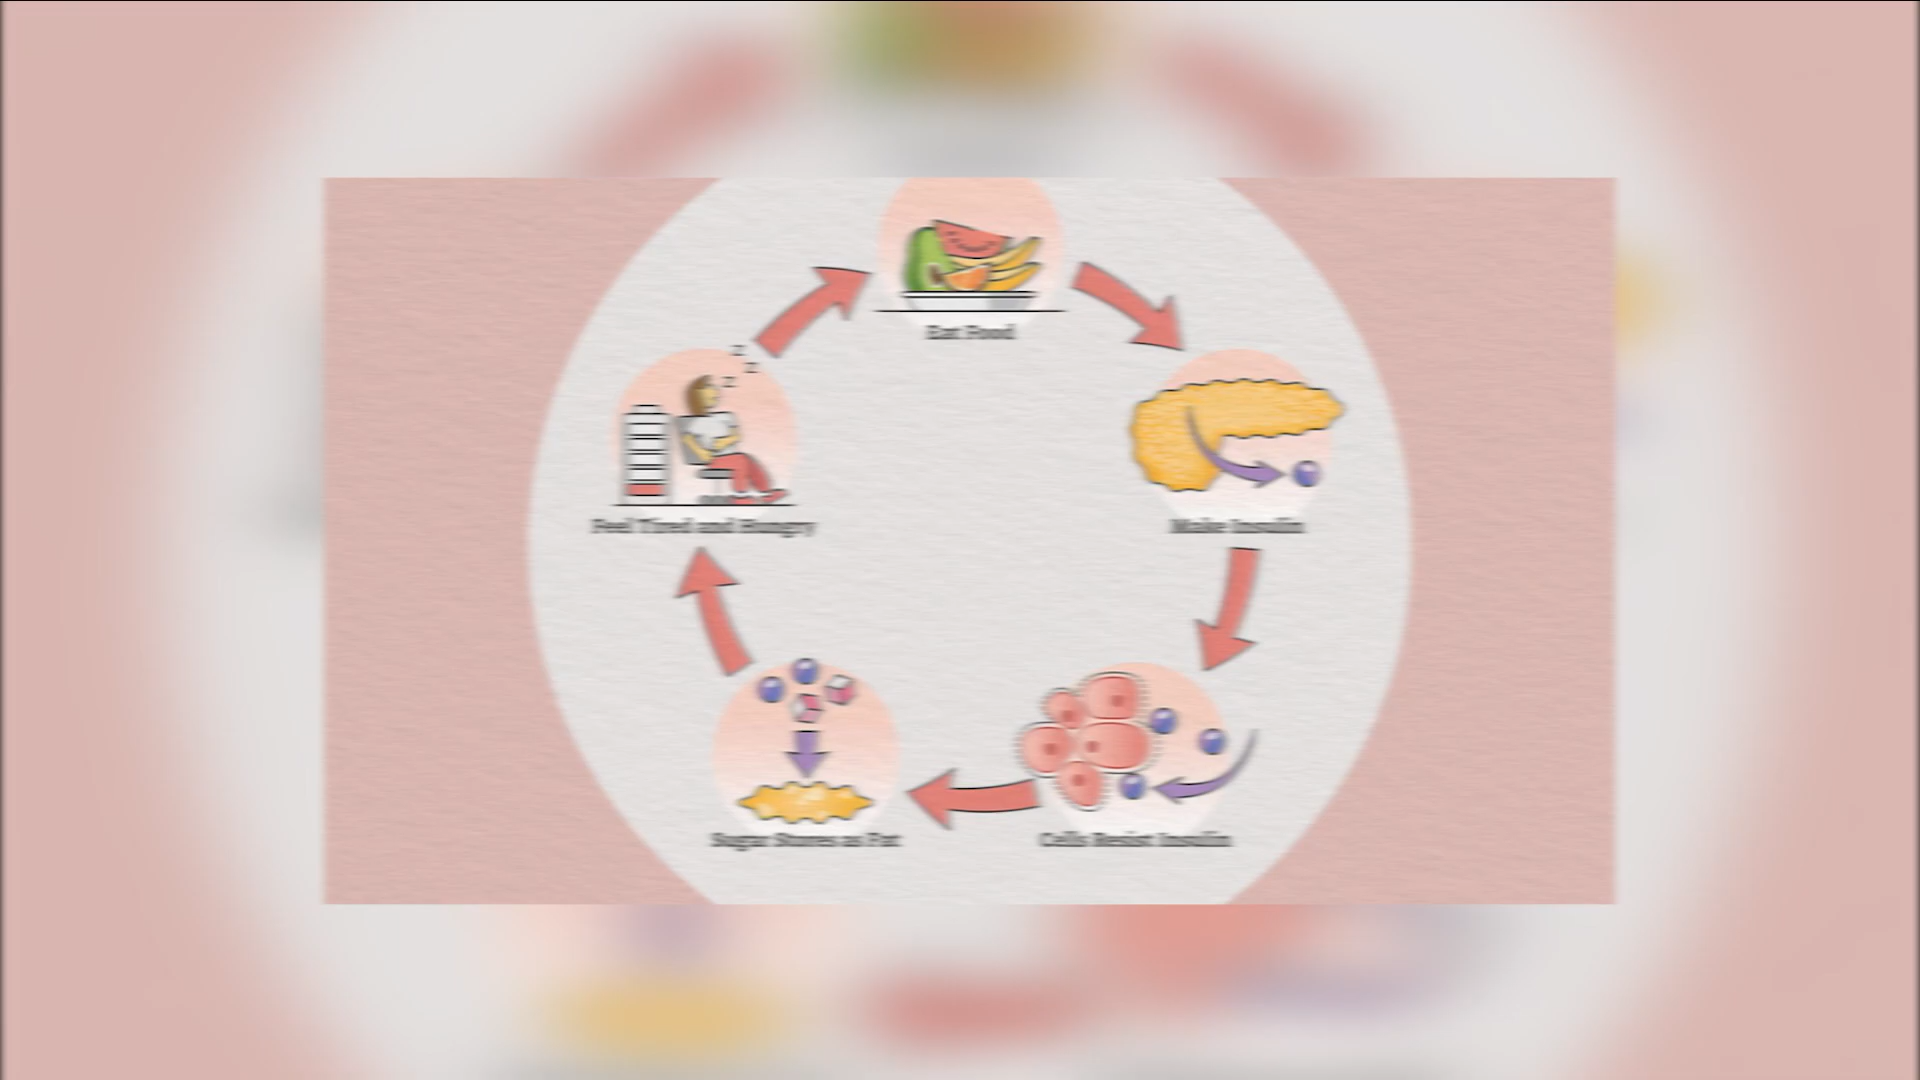 Eat Food
Make Insulin
Cells Resist Insulin
Sugar Stores as Fat
Feel Tired and Hungry
z
z
z